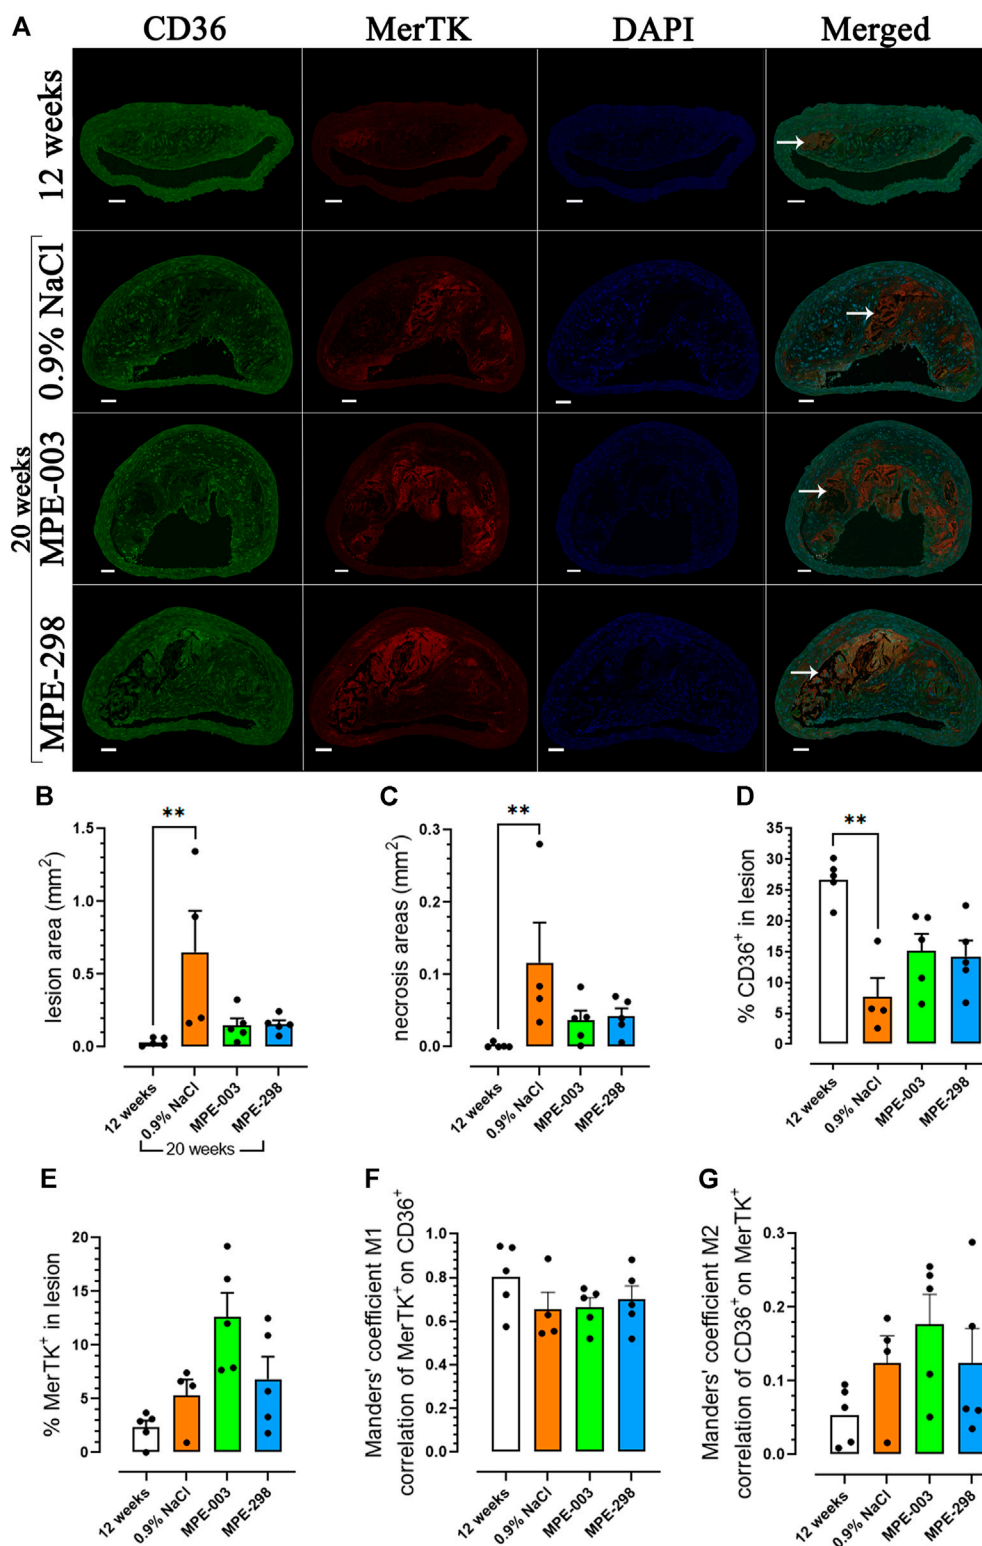 A
CD36 MerTK DAPI Merged
12 weeks
20 weeks
0.9% NaCl
MPE-003
MPE-298
B
**
lesion area (mm²)
1.5
1.0
0.5
0.0
12 weeks
0.9% NaCl
MPE-003
MPE-298
20 weeks
C
**
necrosis areas (mm²)
0.3
0.2
0.1
0.0
12 weeks
0.9% NaCl
MPE-003
MPE-298
D
**
% CD36⁺ in lesion
35
30
25
20
15
10
5
0
12 weeks
0.9% NaCl
MPE-003
MPE-298
E
% MerTK⁺ in lesion
20
15
10
5
0
12 weeks
0.9% NaCl
MPE-003
MPE-298
F
Manders' coefficient M1
correlation of MerTK⁺on CD36⁺
1.0
0.8
0.6
0.4
0.2
0.0
12 weeks
0.9% NaCl
MPE-003
MPE-298
G
Manders' coefficient M2
correlation of CD36⁺on MerTK⁺
0.3
0.2
0.1
0.0
12 weeks
0.9% NaCl
MPE-003
MPE-298